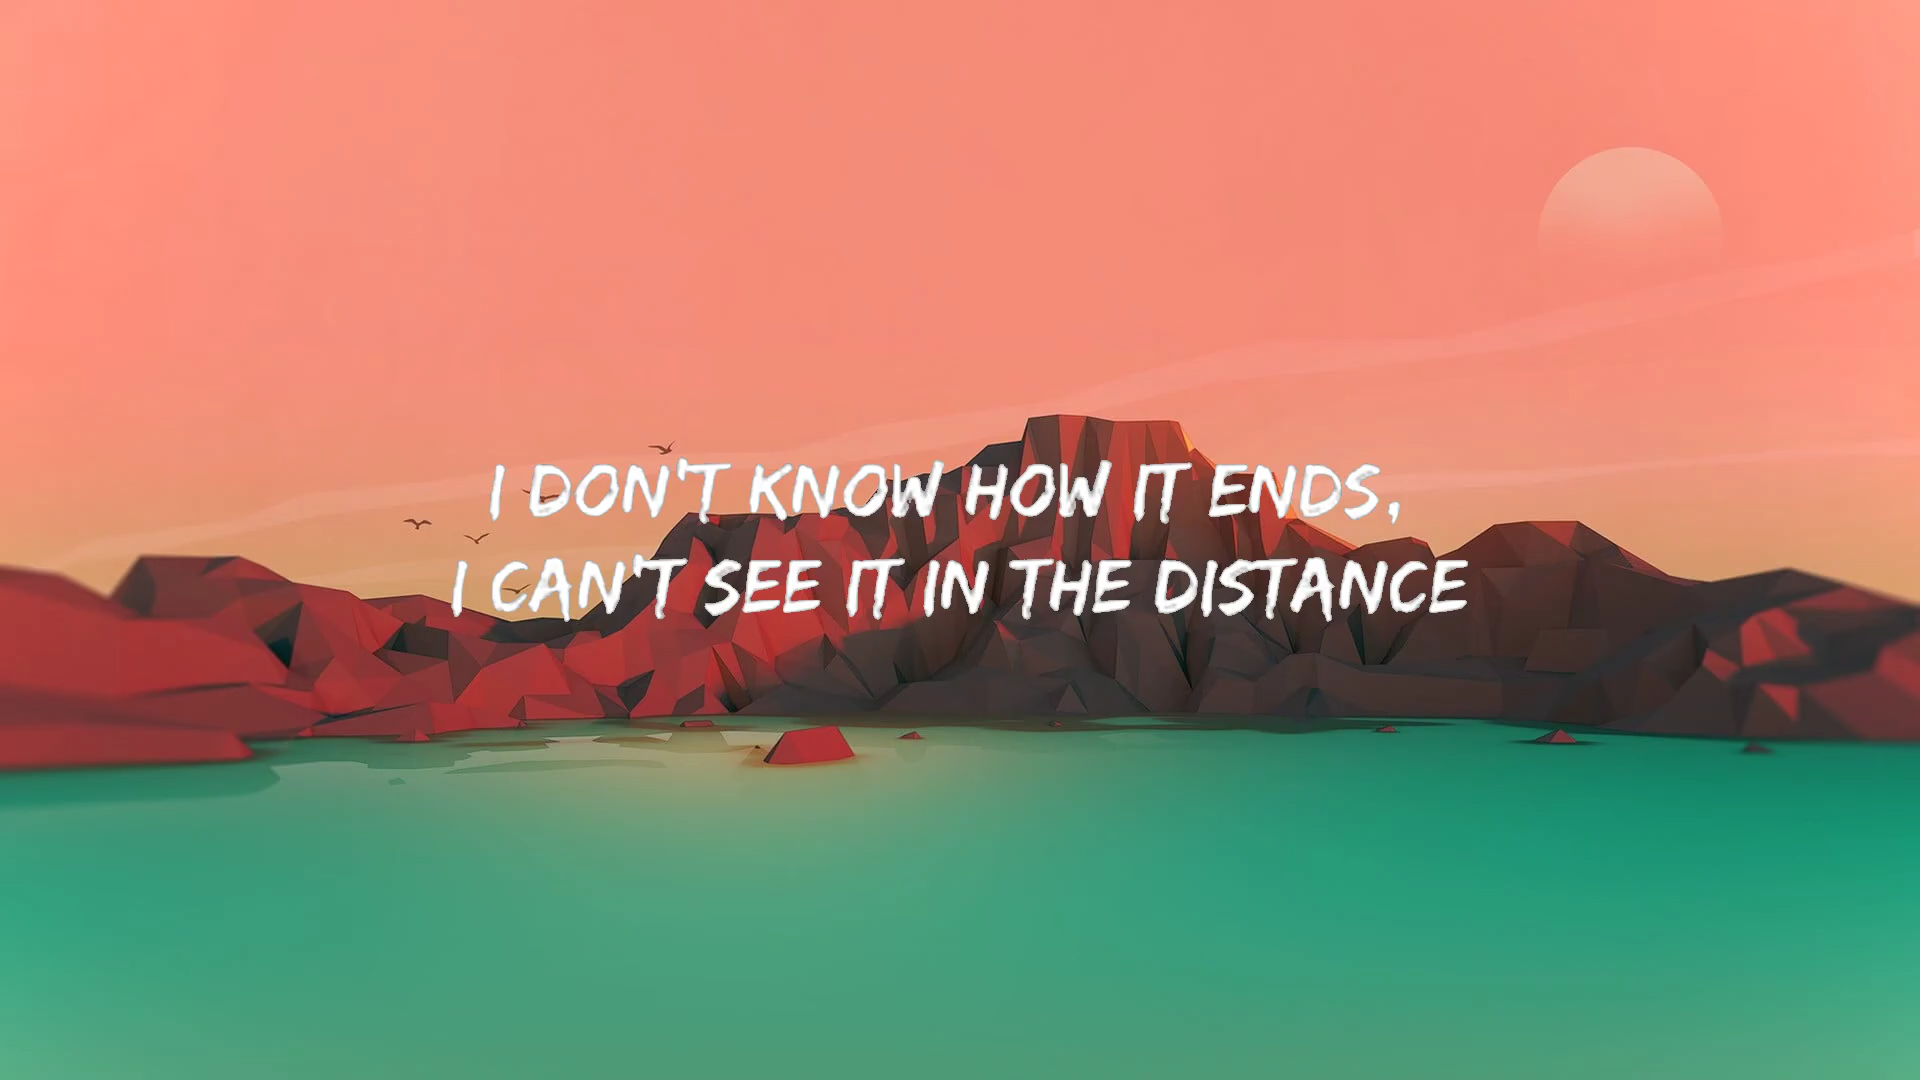 I DON'T KNOW HOW IT ENDS,
I CAN'T SEE IT IN THE DISTANCE